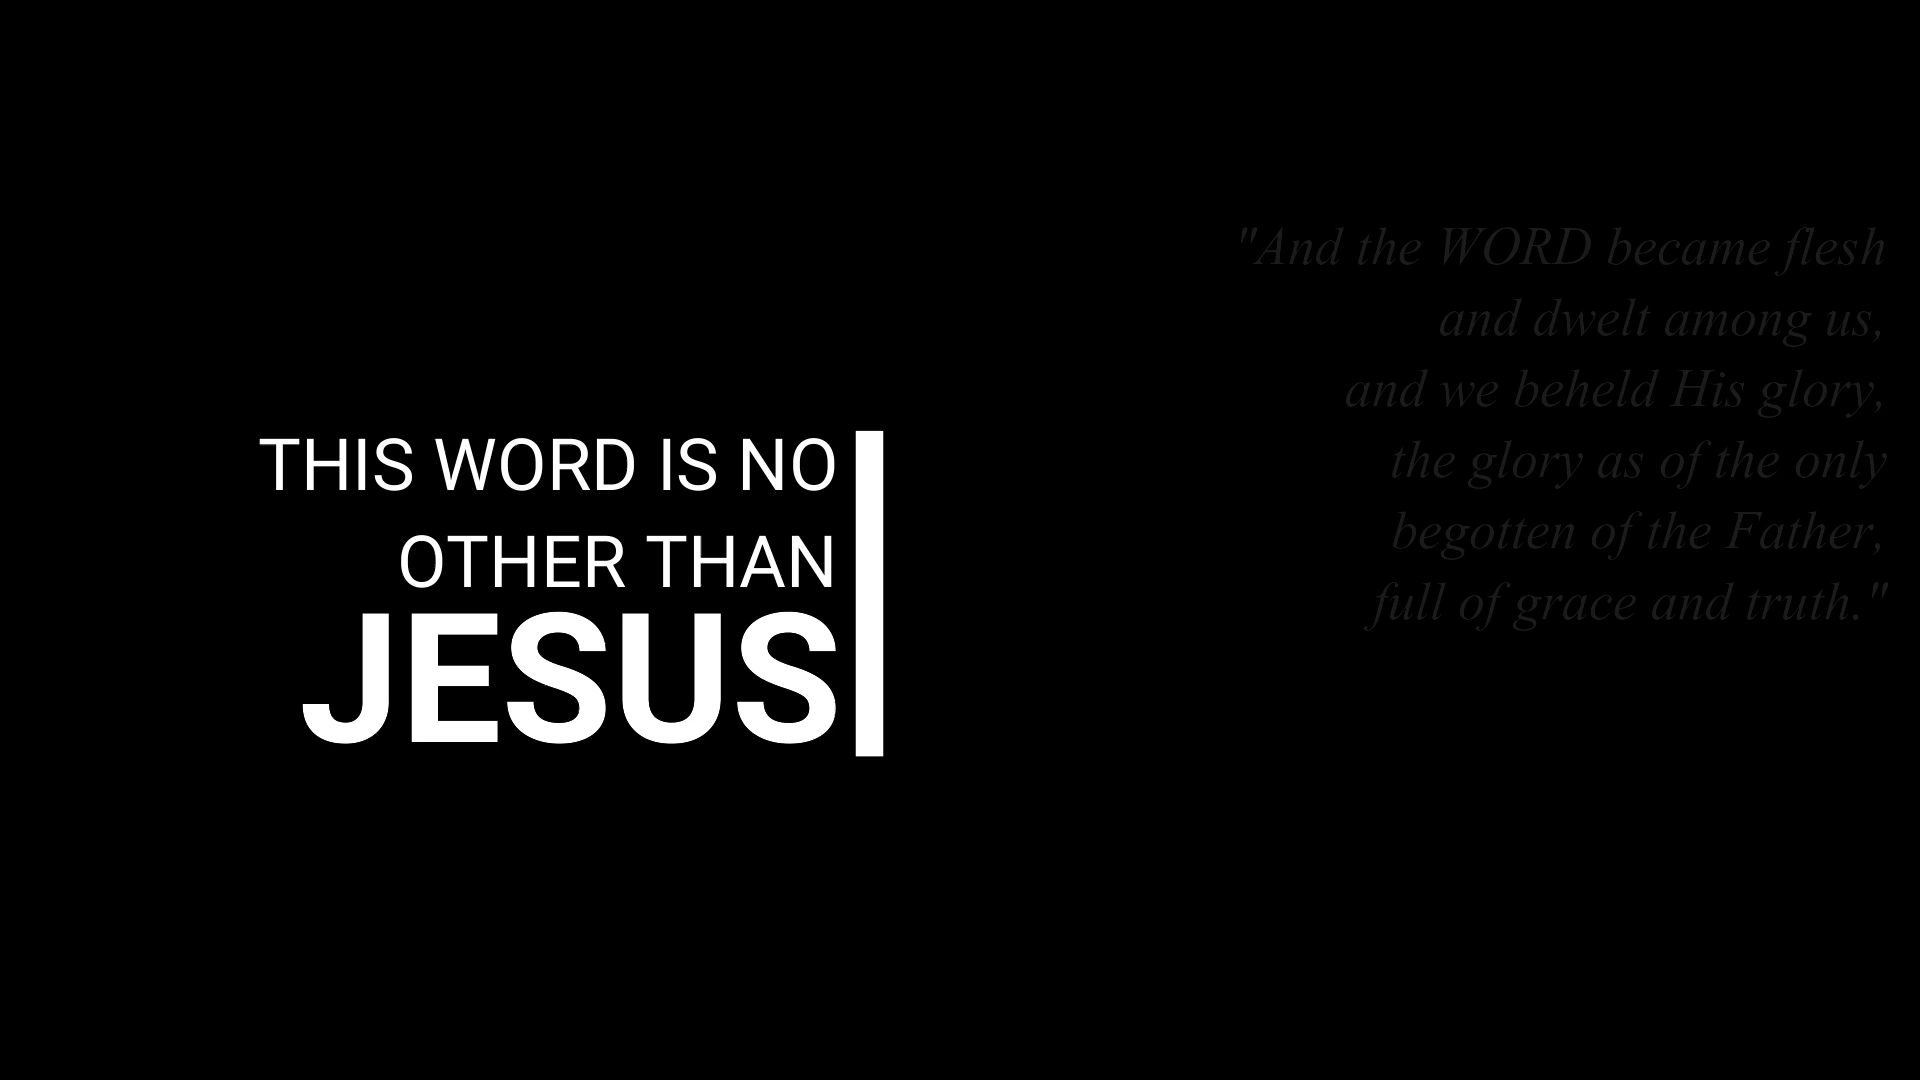 THIS WORD IS NO
OTHER THAN
JESUS
"And the WORD became flesh
and dwelt among us,
and we beheld His glory,
the glory as of the only
begotten of the Father,
full of grace and truth."